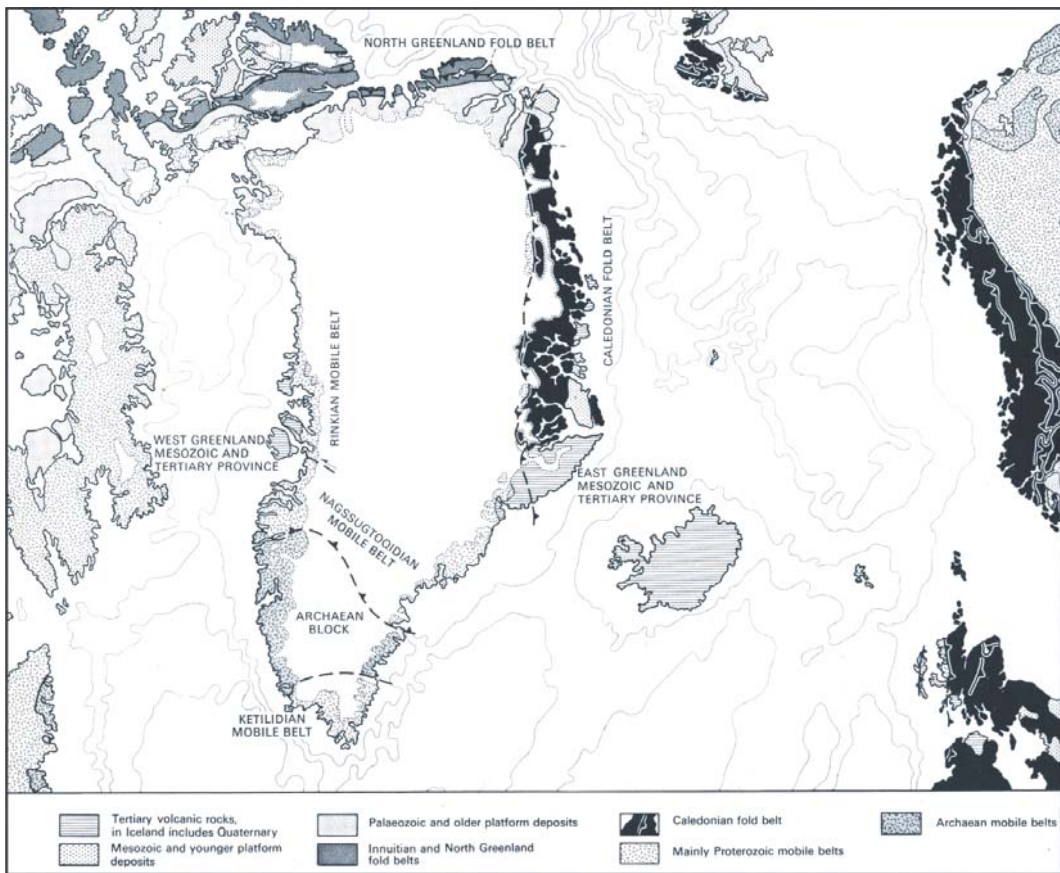 NORTH GREENLAND FOLD BELT
CALEDONIAN FOLD BELT
RINKIAN MOBILE BELT
WEST GREENLAND
MESOZOIC AND
TERTIARY PROVINCE
EAST GREENLAND
MESOZOIC AND
TERTIARY PROVINCE
NAGSSUGTOQIDIAN
MOBILE BELT
ARCHAEAN
BLOCK
KETILIDIAN
MOBILE BELT
Tertiary volcanic rocks,
in Iceland includes Quaternary
Mesozoic and younger platform
deposits
Palaeozoic and older platform deposits
Innuitian and North Greenland
fold belts
Caledonian fold belt
Mainly Proterozoic mobile belts
Archaean mobile belts